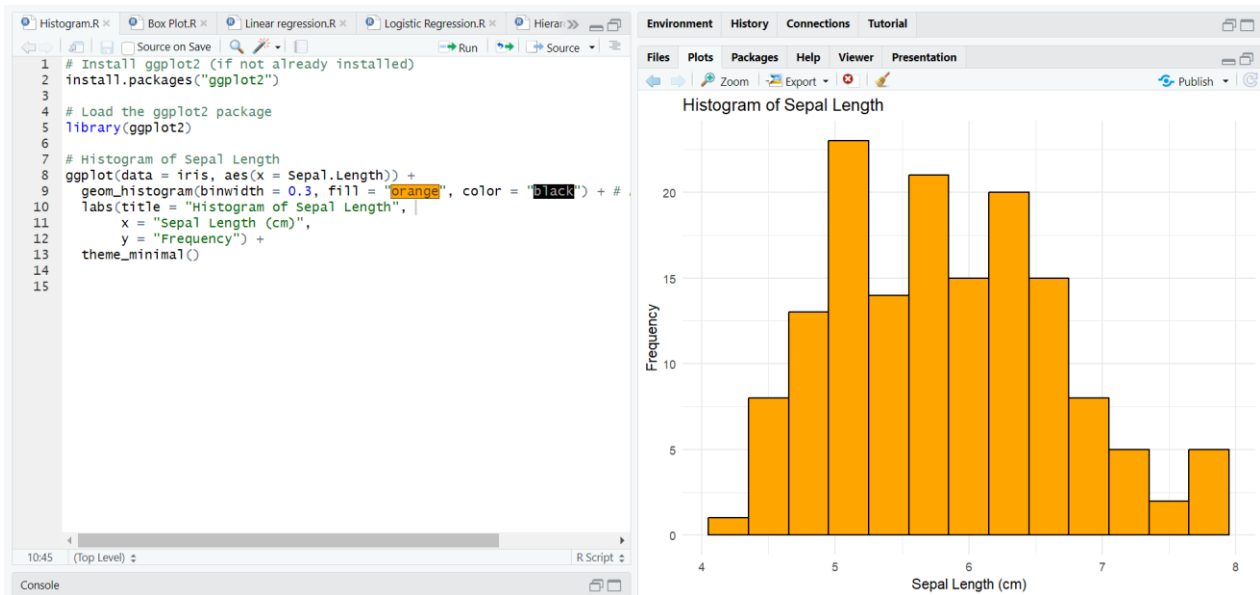 Histogram.R Box Plot.R Linear regression.R Logistic Regression.R Hierar
Source on Save Run Source
1 # Install ggplot2 (if not already installed)
2 install.packages("ggplot2")
3
4 # Load the ggplot2 package
5 library(ggplot2)
6
7 # Histogram of Sepal Length
8 ggplot(data = iris, aes(x = Sepal.Length)) +
9 geom_histogram(binwidth = 0.3, fill = "orange", color = "black") + #
10 labs(title = "Histogram of Sepal Length",
11 x = "Sepal Length (cm)",
12 y = "Frequency") +
13 theme_minimal()
14
15
10:45 (Top Level) R Script
Console
Environment History Connections Tutorial
Files Plots Packages Help Viewer Presentation
Zoom Export Publish
Histogram of Sepal Length
Frequency
20
15
10
5
0
4 5 6 7 8
Sepal Length (cm)